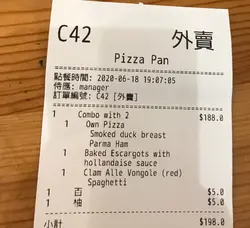 C42 外賣
Pizza Pan
點餐時間: 2020-06-18 19:07:05
侍應: manager
訂單編號: C42 [外賣]
1 Combo with 2 $188.0
1 Own Pizza
Smoked duck breast
Parma Ham
1 Baked Escargots with
hollandaise sauce
1 Clam Alle Vongole (red)
Spaghetti
1 百 $5.0
1 柚 $5.0
小計 $198.0